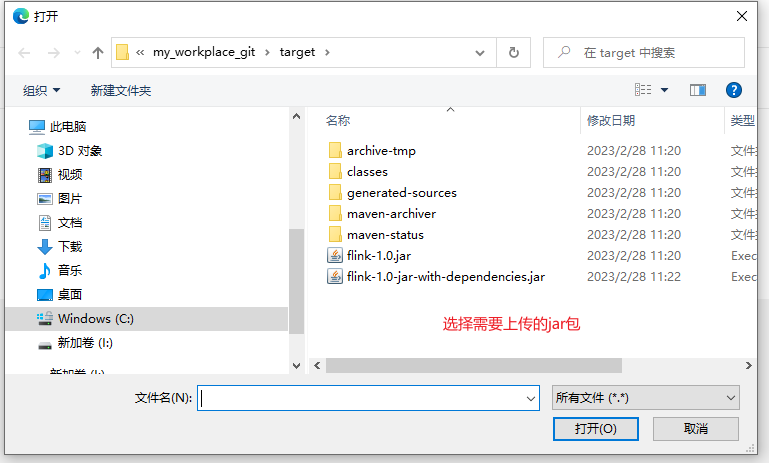 打开
my_workplace_git
target
在 target 中搜索
组织
新建文件夹
此电脑
3D 对象
视频
图片
文档
下载
音乐
桌面
Windows (C:)
新加卷 (I:)
新加卷 (I:)
名称
修改日期
类型
archive-tmp 2023/2/28 11:20 文件
classes 2023/2/28 11:20 文件
generated-sources 2023/2/28 11:20 文件
maven-archiver 2023/2/28 11:20 文件
maven-status 2023/2/28 11:20 文件
flink-1.0.jar 2023/2/28 11:20 Exec
flink-1.0-jar-with-dependencies.jar 2023/2/28 11:22 Exec
选择需要上传的jar包
文件名(N):
所有文件 (*.*)
打开(O)
取消